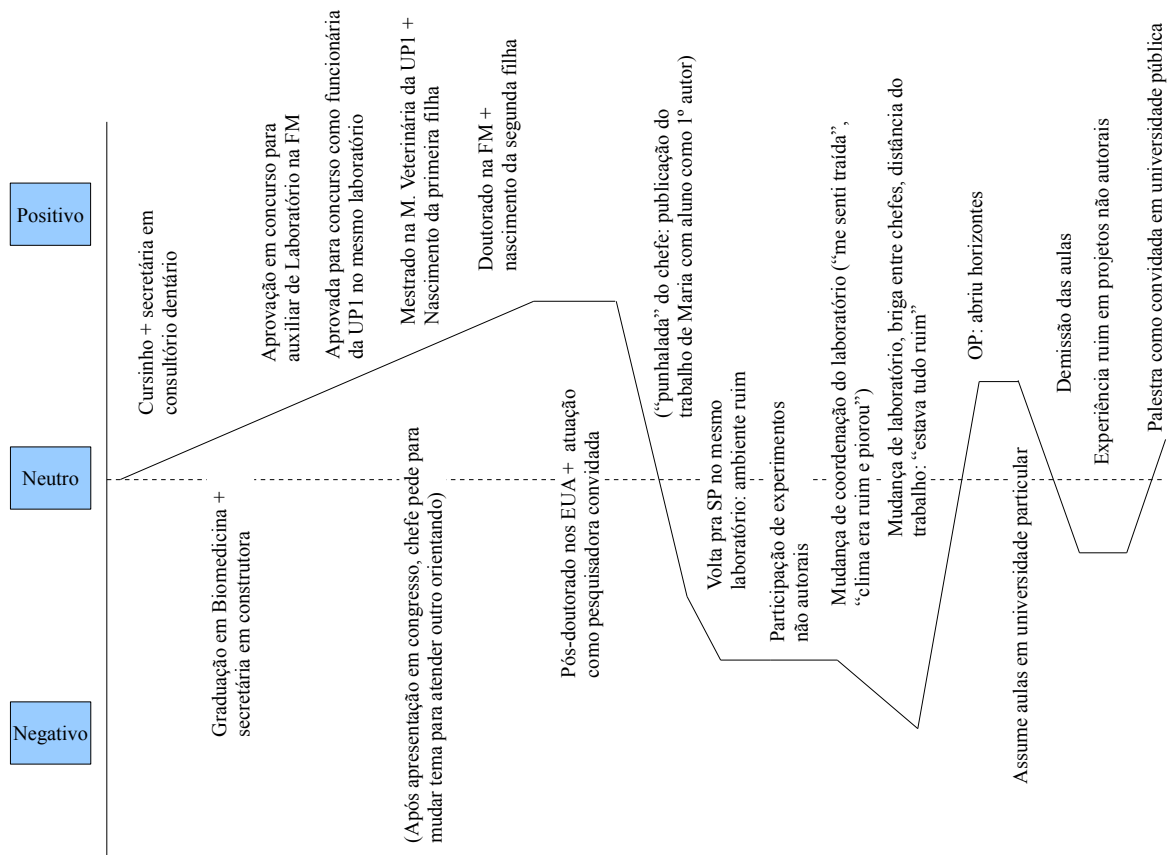 Positivo
Neutro
Negativo
Cursinho + secretária em
consultório dentário
Graduação em Biomedicina +
secretária em construtora
Aprovação em concurso para
auxiliar de Laboratório na FM
Aprovada para concurso como funcionária
da UP1 no mesmo laboratório
Mestrado na M. Veterinária da UP1 +
Nascimento da primeira filha
(Após apresentação em congresso, chefe pede para
mudar tema para atender outro orientando)
Doutorado na FM +
nascimento da segunda filha
Pós-doutorado nos EUA + atuação
como pesquisadora convidada
(“punhalada” do chefe: publicação do
trabalho de Maria com aluno como 1º autor)
Volta pra SP no mesmo
laboratório: ambiente ruim
Participação de experimentos
não autorais
Mudança de coordenação do laboratório (“me senti traída”,
“clima era ruim e piorou”)
Mudança de laboratório, briga entre chefes, distância do
trabalho: “estava tudo ruim”
OP: abriu horizontes
Assume aulas em universidade particular
Demissão das aulas
Experiência ruim em projetos não autorais
Palestra como convidada em universidade pública